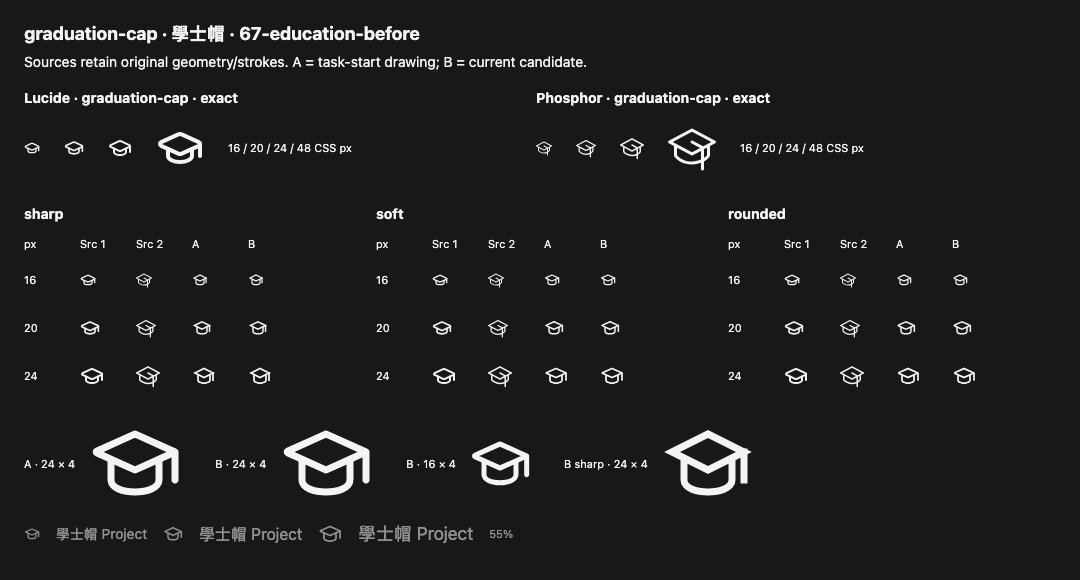 graduation-cap · 學士帽 · 67-education-before
Sources retain original geometry/strokes. A = task-start drawing; B = current candidate.
Lucide · graduation-cap · exact
16 / 20 / 24 / 48 CSS px
Phosphor · graduation-cap · exact
16 / 20 / 24 / 48 CSS px
sharp
px Src 1 Src 2 A B
16
20
24
soft
px Src 1 Src 2 A B
16
20
24
rounded
px Src 1 Src 2 A B
16
20
24
A · 24 × 4
B · 24 × 4
B · 16 × 4
B sharp · 24 × 4
學士帽 Project 學士帽 Project 學士帽 Project 55%